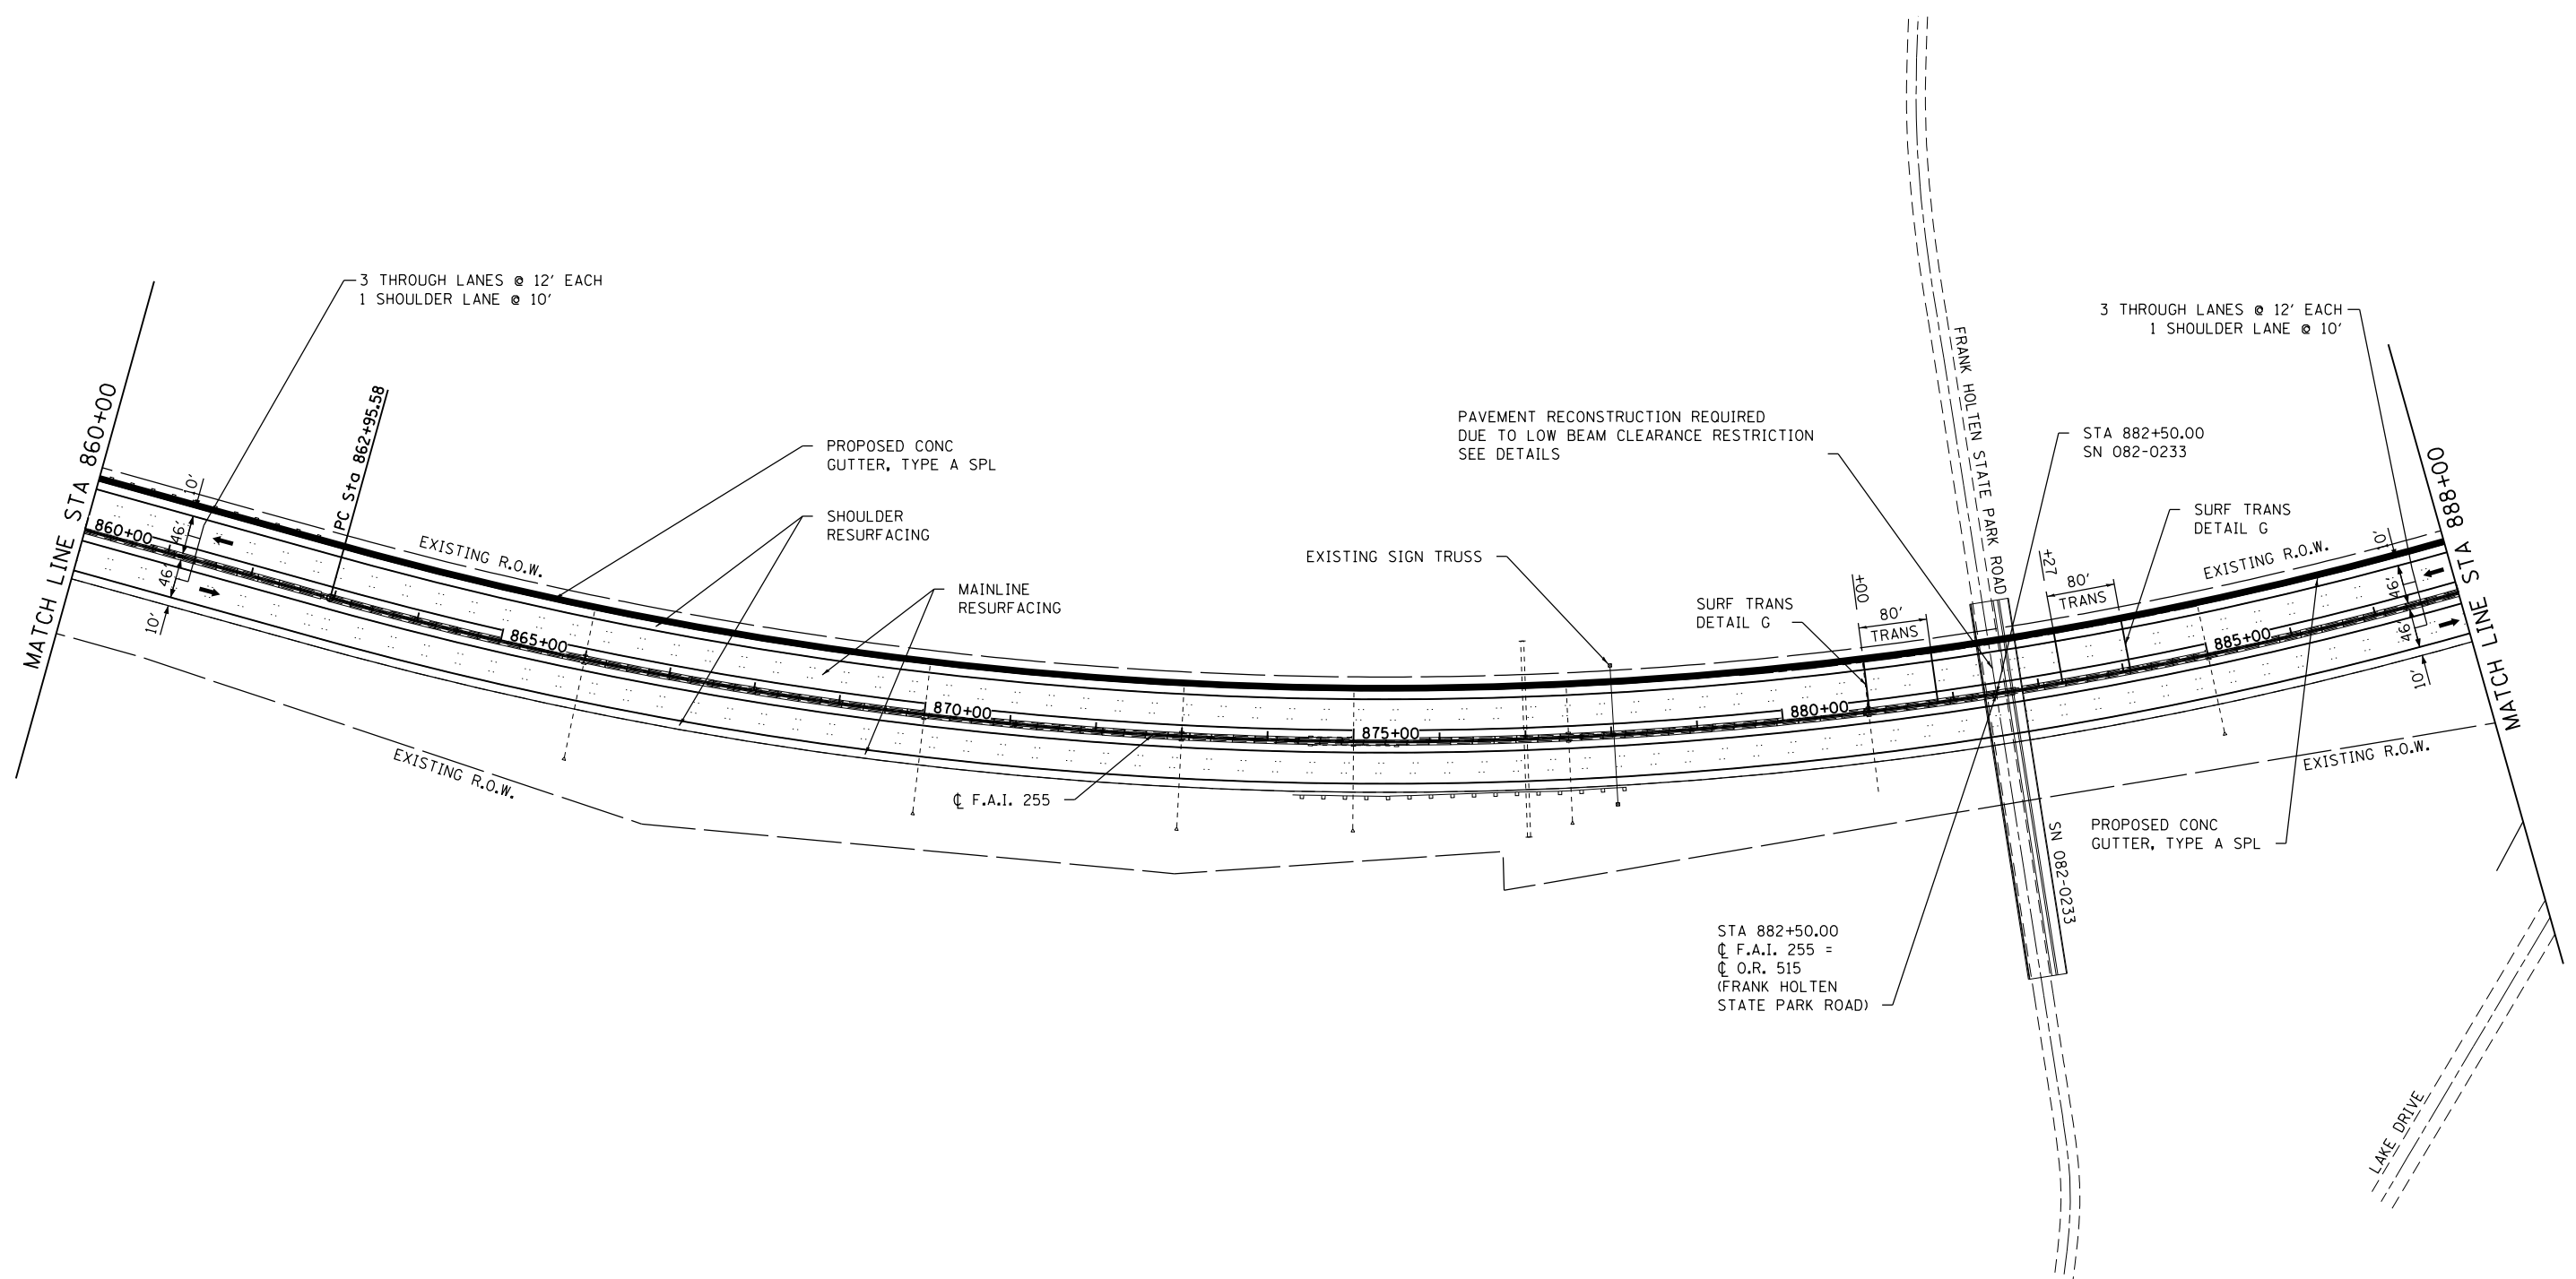 3 THROUGH LANES @ 12' EACH
1 SHOULDER LANE @ 10'
3 THROUGH LANES @ 12' EACH
1 SHOULDER LANE @ 10'
MATCH LINE STA 860+00
PC Sta 862+95.58
PROPOSED CONC
GUTTER, TYPE A SPL
SHOULDER
RESURFACING
MAINLINE
RESURFACING
PAVEMENT RECONSTRUCTION REQUIRED
DUE TO LOW BEAM CLEARANCE RESTRICTION
SEE DETAILS
FRANK HOLTEN STATE PARK ROAD
STA 882+50.00
SN 082-0233
SURF TRANS
DETAIL G
MATCH LINE STA 888+00
EXISTING SIGN TRUSS
SURF TRANS
DETAIL G
+00
80'
TRANS
+27
80'
TRANS
EXISTING R.O.W.
EXISTING R.O.W.
10'
46'
46'
10'
10'
46'
46'
10'
860+00
865+00
870+00
875+00
880+00
885+00
EXISTING R.O.W.
EXISTING R.O.W.
℄ F.A.I. 255
PROPOSED CONC
GUTTER, TYPE A SPL
SN 082-0233
STA 882+50.00
℄ F.A.I. 255 =
℄ O.R. 515
(FRANK HOLTEN
STATE PARK ROAD)
LAKE DRIVE